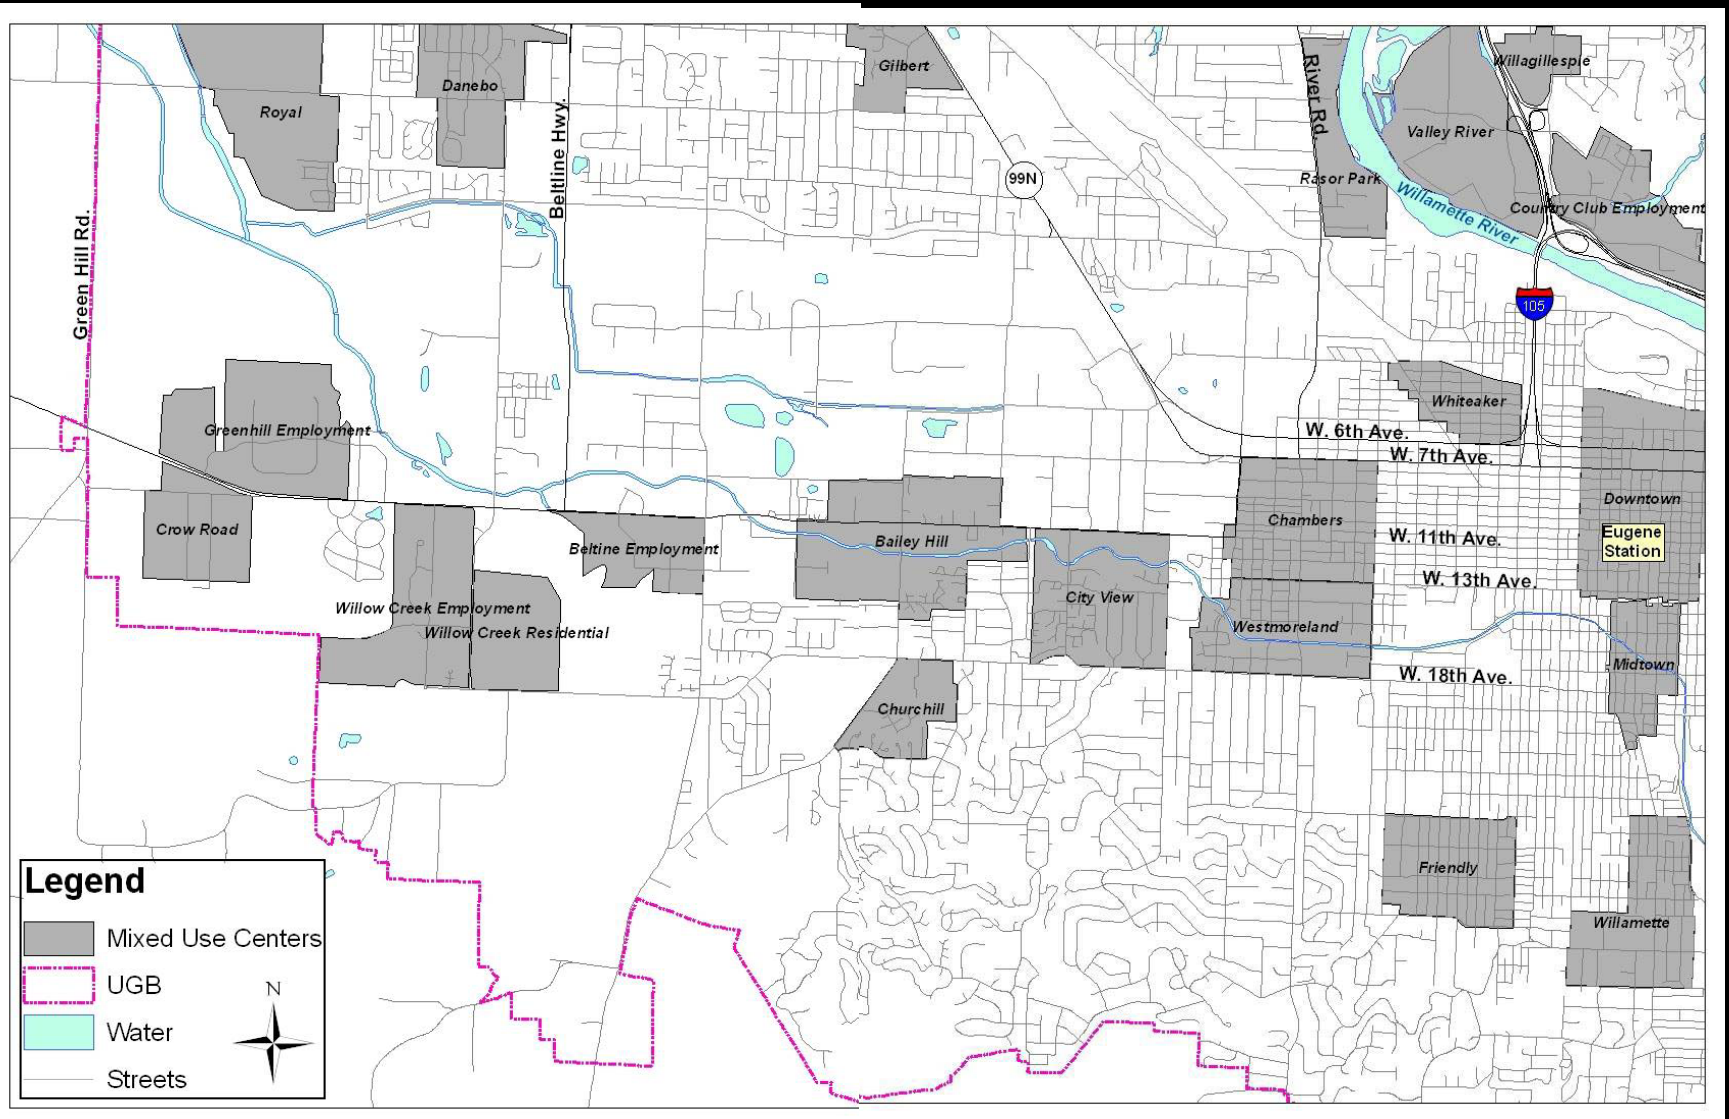 Gilbert
Willagillespie
Danebo
Royal
Valley River
River Rd.
Beltline Hwy.
99N
Rasor Park
Willamette River
Country Club Employment
Green Hill Rd.
105
Whiteaker
Greenhill Employment
W. 6th Ave.
W. 7th Ave.
Downtown
Crow Road
Chambers
Eugene
Station
W. 11th Ave.
Bailey Hill
Beltine Employment
W. 13th Ave.
City View
Willow Creek Employment
Willow Creek Residential
Westmoreland
Midtown
W. 18th Ave.
Churchill
Friendly
Willamette
Legend
Mixed Use Centers
UGB
N
Water
Streets